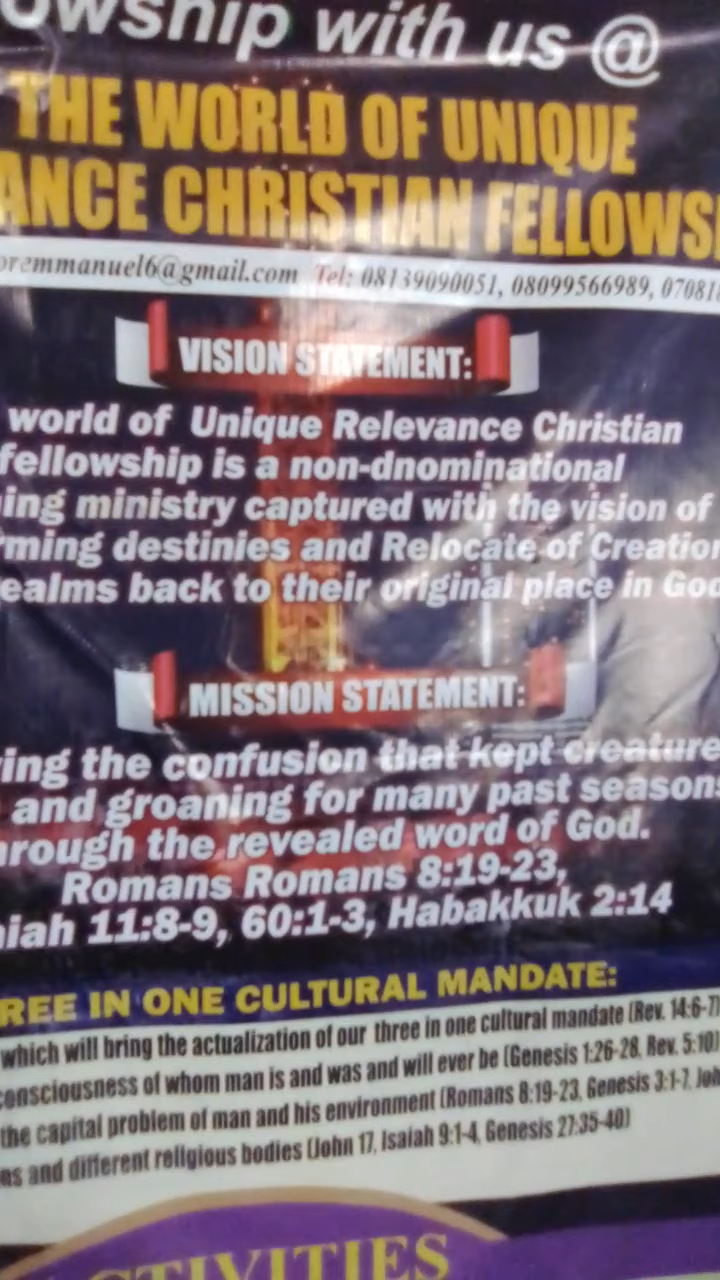 owship with us @
THE WORLD OF UNIQUE
ANCE CHRISTIAN FELLOWS
oremmanuel6@gmail.com Tel: 08139090051, 08099566989, 07081
VISION STATEMENT:
world of Unique Relevance Christian
fellowship is a non-dnominational
ing ministry captured with the vision of
rming destinies and Relocate of Creation
ealms back to their original place in God
MISSION STATEMENT:
ing the confusion that kept creature
and groaning for many past seasons
hrough the revealed word of God.
Romans Romans 8:19-23,
iah 11:8-9, 60:1-3, Habakkuk 2:14
REE IN ONE CULTURAL MANDATE:
which will bring the actualization of our three in one cultural mandate (Rev. 14:6-7)
consciousness of whom man is and was and will ever be (Genesis 1:26-28, Rev. 5:10)
the capital problem of man and his environment (Romans 8:19-23, Genesis 3:1-7, Joh
ns and different religious bodies (John 17, Isaiah 9:1-4, Genesis 27:35-40)
CTIVITIES